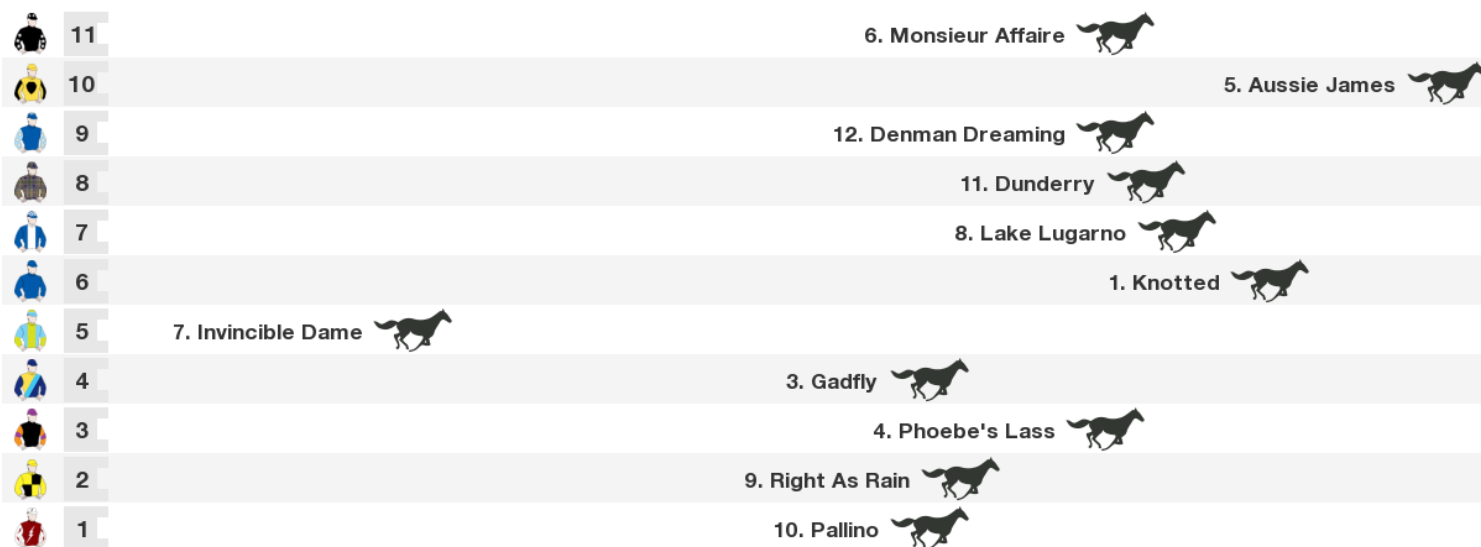 11 6. Monsieur Affaire
10 5. Aussie James
9 12. Denman Dreaming
8 11. Dunderry
7 8. Lake Lugarno
6 1. Knotted
5 7. Invincible Dame
4 3. Gadfly
3 4. Phoebe's Lass
2 9. Right As Rain
1 10. Pallino